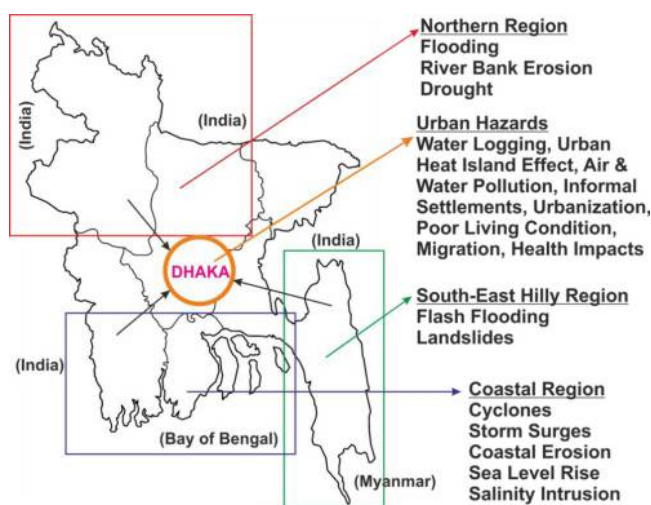 Northern Region
Flooding
River Bank Erosion
Drought
(India)
(India)
Urban Hazards
Water Logging, Urban
Heat Island Effect, Air &
Water Pollution, Informal
Settlements, Urbanization,
Poor Living Condition,
Migration, Health Impacts
(India)
DHAKA
South-East Hilly Region
Flash Flooding
Landslides
(India)
Coastal Region
Cyclones
Storm Surges
Coastal Erosion
Sea Level Rise
Salinity Intrusion
(Bay of Bengal)
(Myanmar)